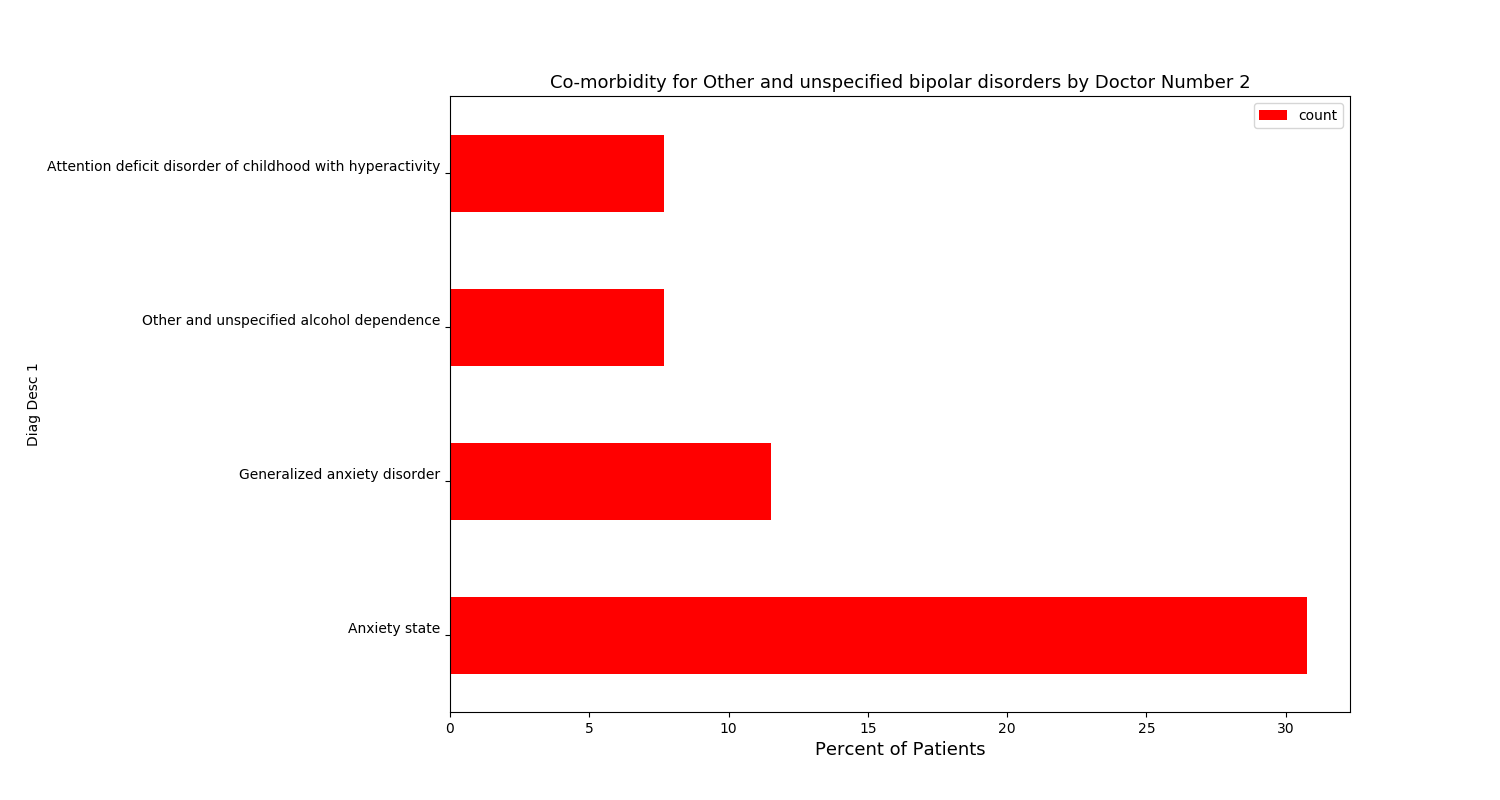 Co-morbidity for Other and unspecified bipolar disorders by Doctor Number 2
count
Attention deficit disorder of childhood with hyperactivity
Other and unspecified alcohol dependence
Generalized anxiety disorder
Anxiety state
Diag Desc 1
0 5 10 15 20 25 30
Percent of Patients